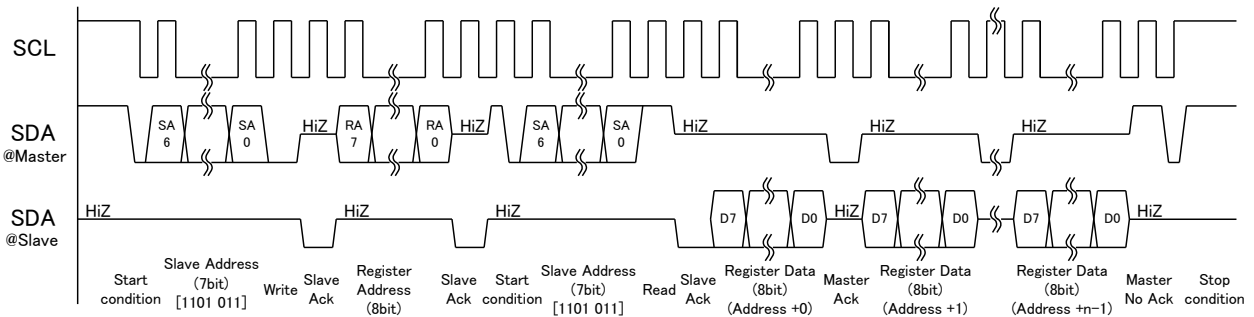 SCL
SDA
@Master
SA
6
SA
0
HiZ
RA
7
RA
0
HiZ
SA
6
SA
0
HiZ
HiZ
HiZ
SDA
@Slave
HiZ
HiZ
HiZ
D7
D0
HiZ
D7
D0
D7
D0
HiZ
Start
condition
Slave Address
(7bit)
[1101 011]
Write
Slave
Ack
Register
Address
(8bit)
Slave
Ack
Start
condition
Slave Address
(7bit)
[1101 011]
Read
Slave
Ack
Register Data
(8bit)
(Address +0)
Master
Ack
Register Data
(8bit)
(Address +1)
Register Data
(8bit)
(Address +n-1)
Master
No Ack
Stop
condition